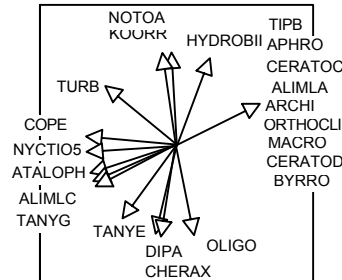 NOTOA
KOORR
HYDROBII
TIPB
APHRO
CERATOC
ALIMLA
ARCHI
ORTHOCLI
MACRO
CERATOD
BYRRO
TURB
COPE
NYCTIO5
ATALOPH
ALIMLC
TANYG
TANYE
DIPA
CHERAX
OLIGO